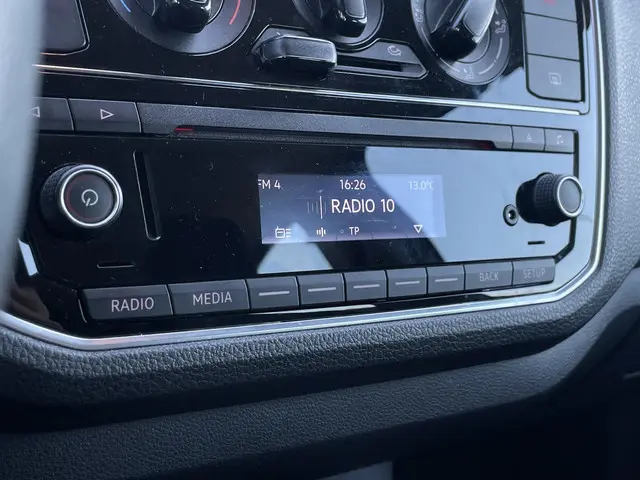 FM 4 16:26 13.0°C
RADIO 10
TP
RADIO MEDIA BACK SETUP